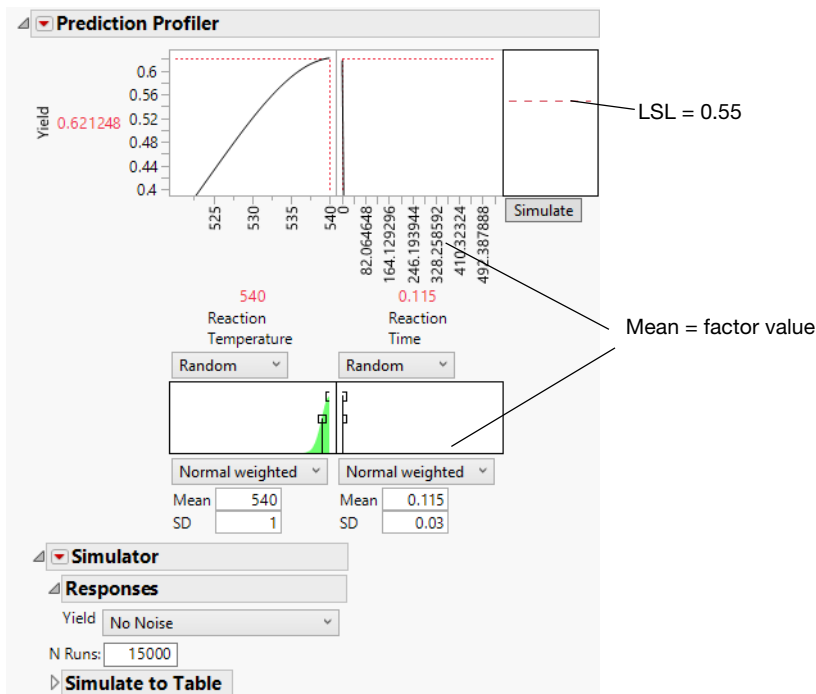 Prediction Profiler
0.6
0.56
0.52
0.48
0.44
0.4
Yield
0.621248
LSL = 0.55
525
530
535
540
0
82.064648
164.129296
246.193944
328.258592
410.32324
492.387888
Simulate
540
Reaction
Temperature
0.115
Reaction
Time
Mean = factor value
Random
Random
Normal weighted
Normal weighted
Mean 540
SD 1
Mean 0.115
SD 0.03
Simulator
Responses
Yield No Noise
N Runs: 15000
Simulate to Table